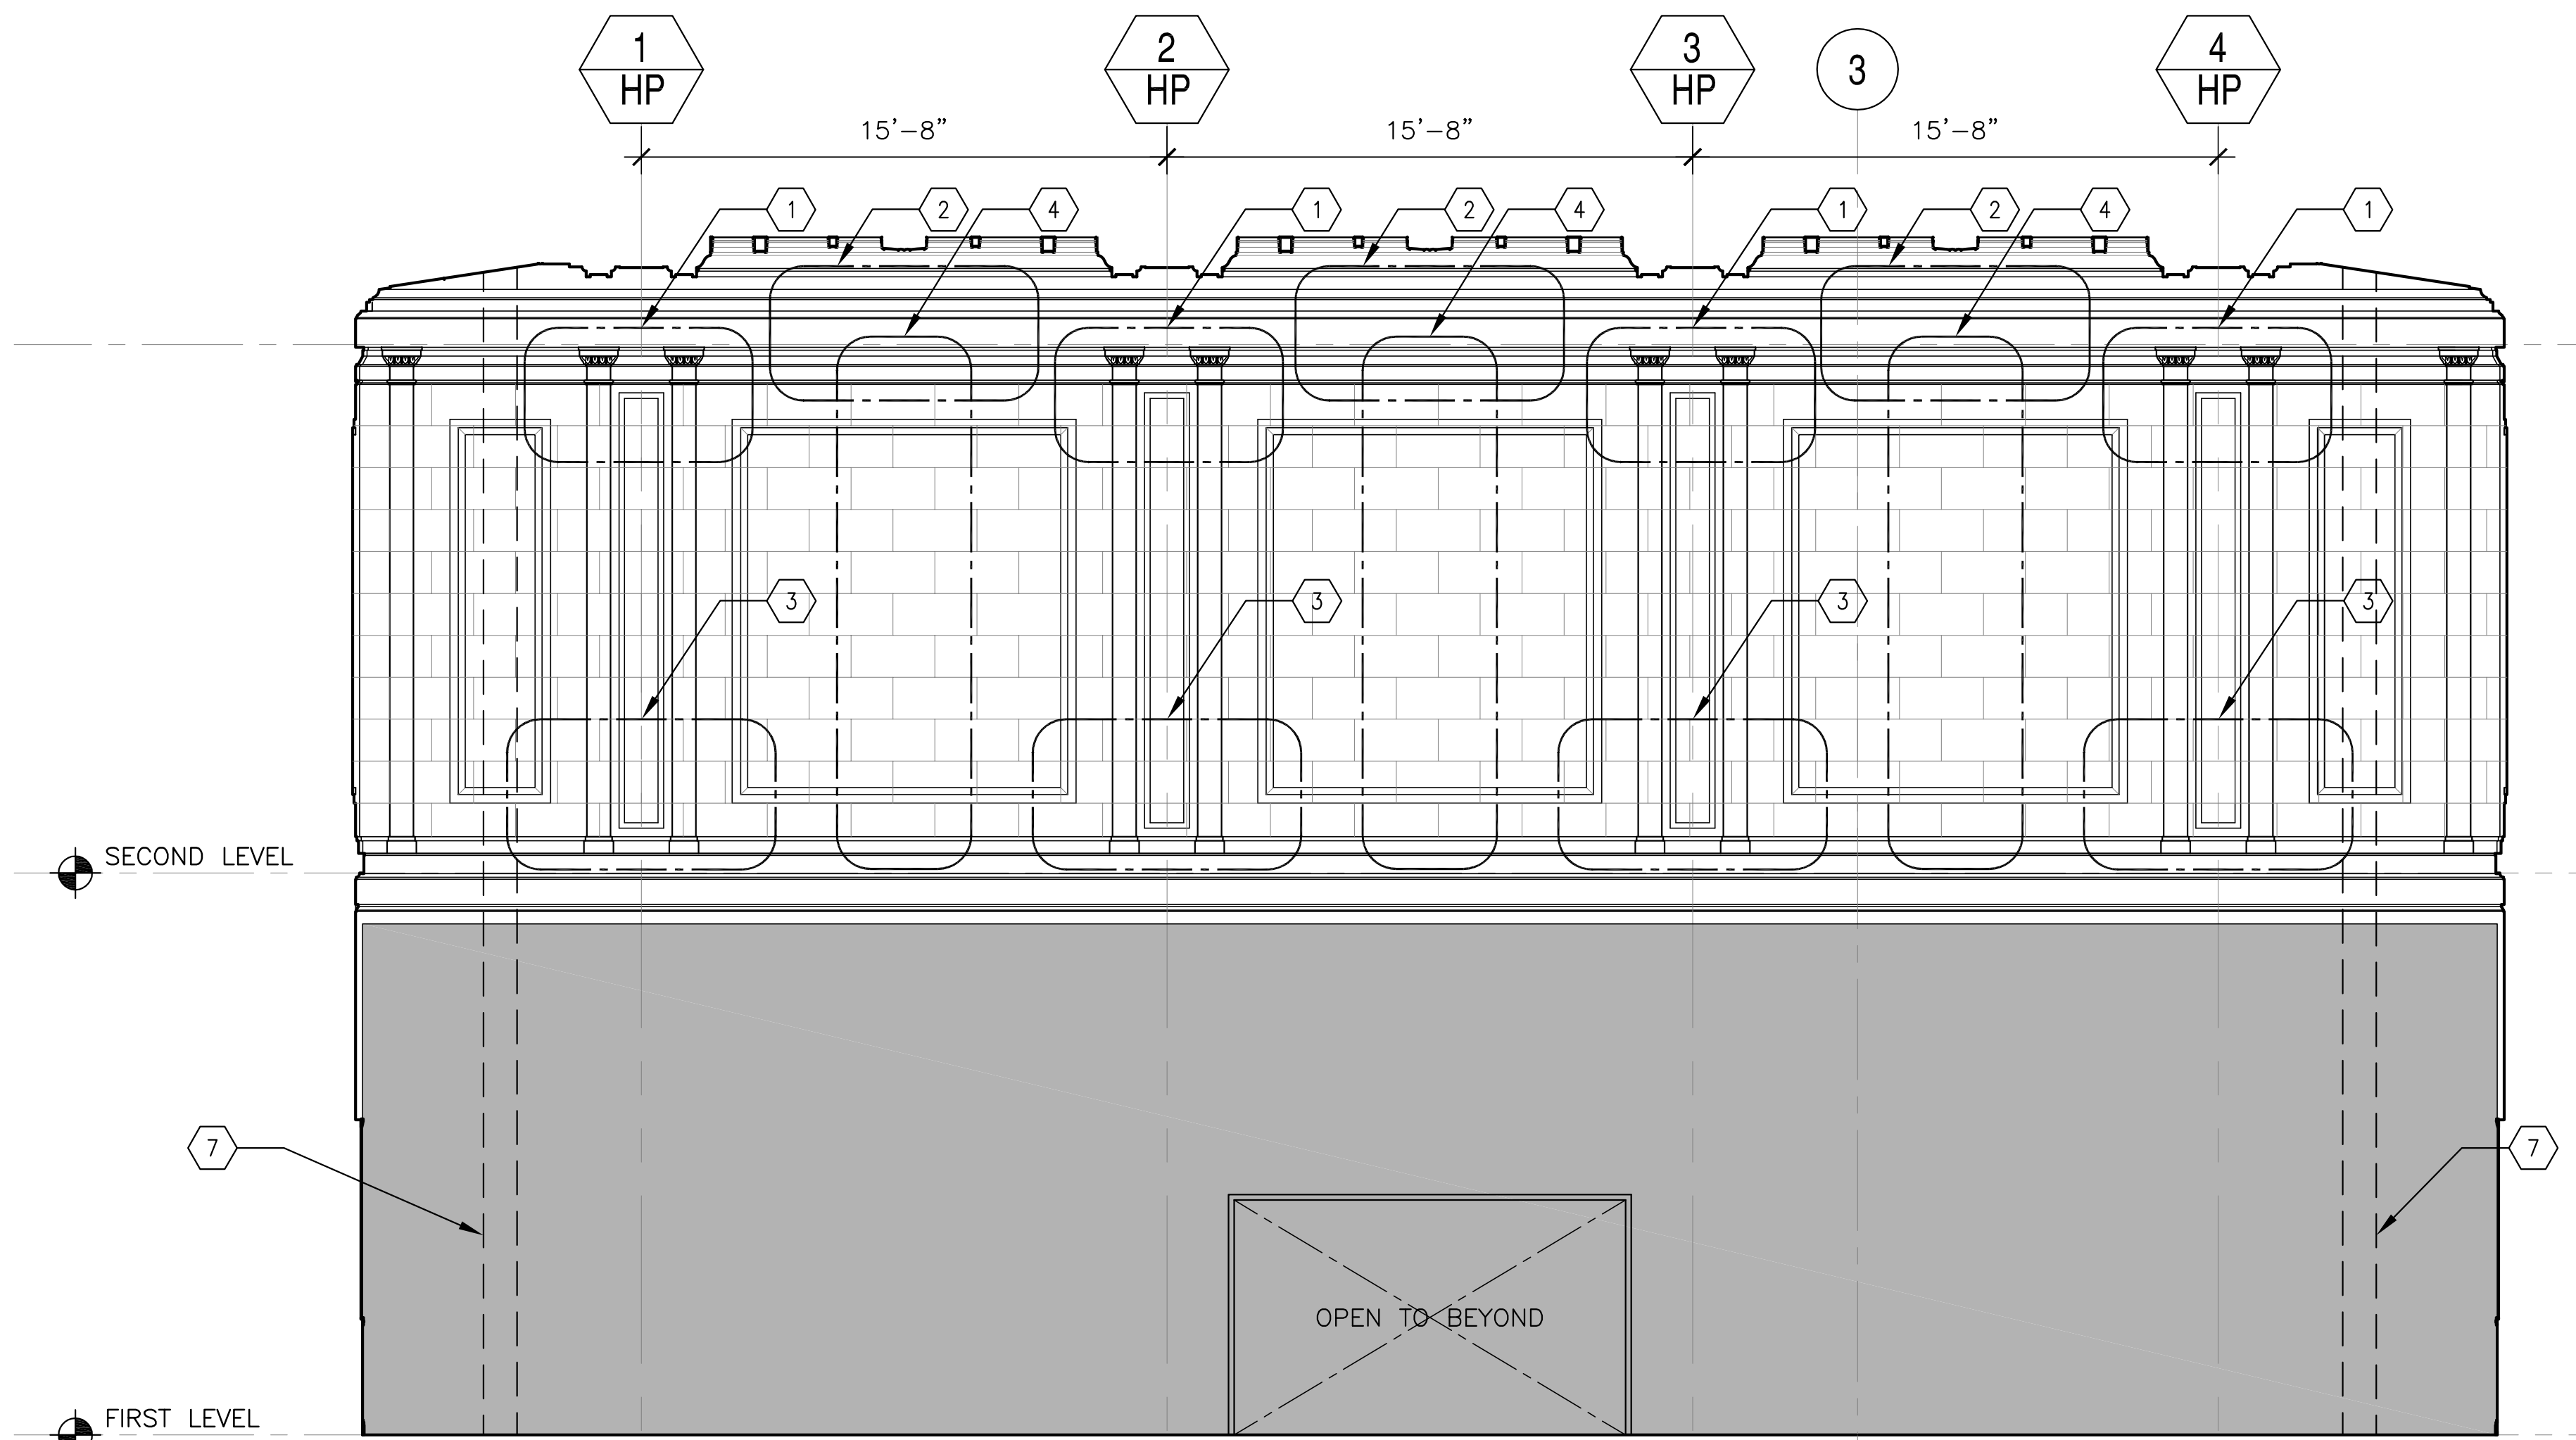 1 2 3 3 4
HP HP HP HP
15'-8" 15'-8" 15'-8"
1 2 4 1 2 4 1 2 4 1
3 3 3 3
SECOND LEVEL
7 7
OPEN TO BEYOND
FIRST LEVEL